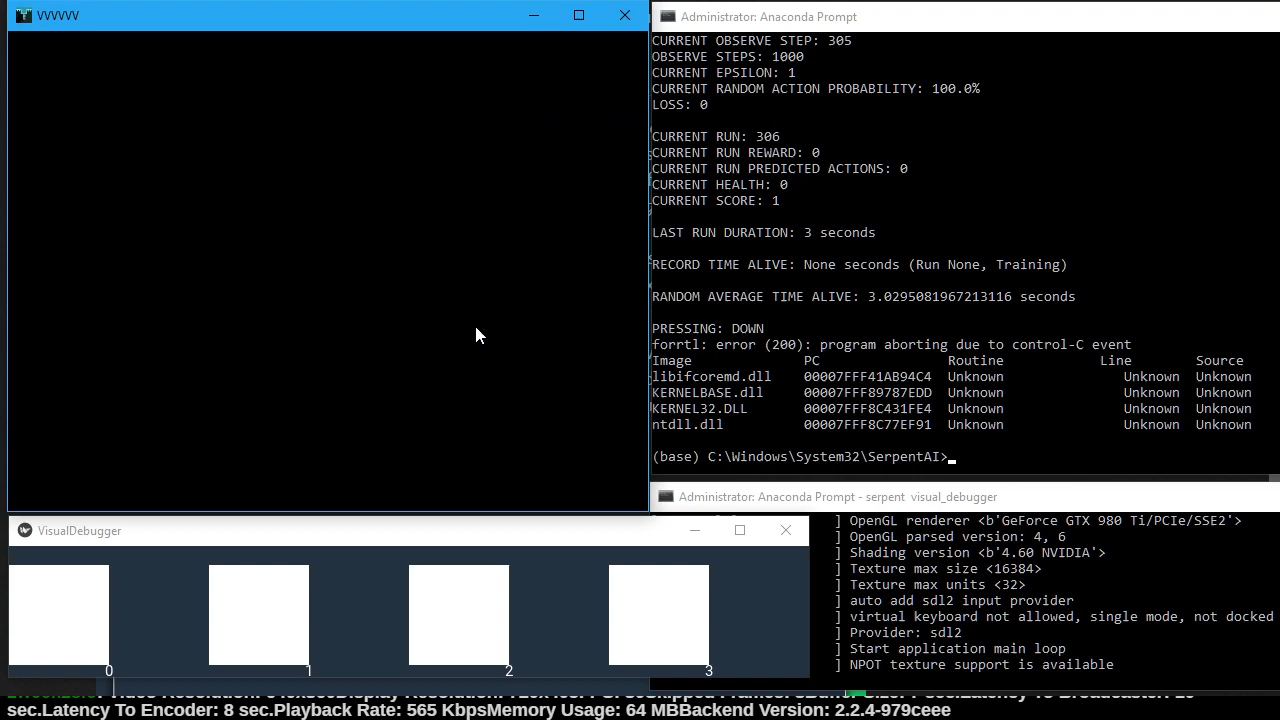 VVVVVV
Administrator: Anaconda Prompt
CURRENT OBSERVE STEP: 305
OBSERVE STEPS: 1000
CURRENT EPSILON: 1
CURRENT RANDOM ACTION PROBABILITY: 100.0%
LOSS: 0
CURRENT RUN: 306
CURRENT RUN REWARD: 0
CURRENT RUN PREDICTED ACTIONS: 0
CURRENT HEALTH: 0
CURRENT SCORE: 1
LAST RUN DURATION: 3 seconds
RECORD TIME ALIVE: None seconds (Run None, Training)
RANDOM AVERAGE TIME ALIVE: 3.0295081967213116 seconds
PRESSING: DOWN
forrtl: error (200): program aborting due to control-C event
Image PC Routine Line Source
libifcoremd.dll 00007FFF41AB94C4 Unknown Unknown Unknown
KERNELBASE.dll 00007FFF89787EDD Unknown Unknown Unknown
KERNEL32.DLL 00007FFF8C431FE4 Unknown Unknown Unknown
ntdll.dll 00007FFF8C77EF91 Unknown Unknown Unknown
(base) C:\Windows\System32\SerpentAI>
Administrator: Anaconda Prompt - serpent visual_debugger
] OpenGL renderer <b'GeForce GTX 980 Ti/PCIe/SSE2'>
] OpenGL parsed version: 4, 6
] Shading version <b'4.60 NVIDIA'>
] Texture max size <16384>
] Texture max units <32>
] auto add sdl2 input provider
] virtual keyboard not allowed, single mode, not docked
] Provider: sdl2
] Start application main loop
] NPOT texture support is available
VisualDebugger
0 1 2 3
sec.Latency To Encoder: 8 sec.Playback Rate: 565 KbpsMemory Usage: 64 MBBackend Version: 2.2.4-979ceee